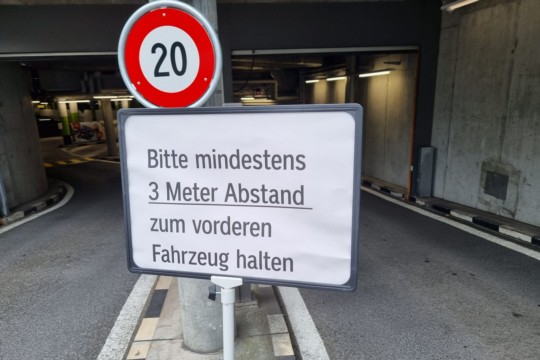 20
Bitte mindestens
3 Meter Abstand
zum vorderen
Fahrzeug halten